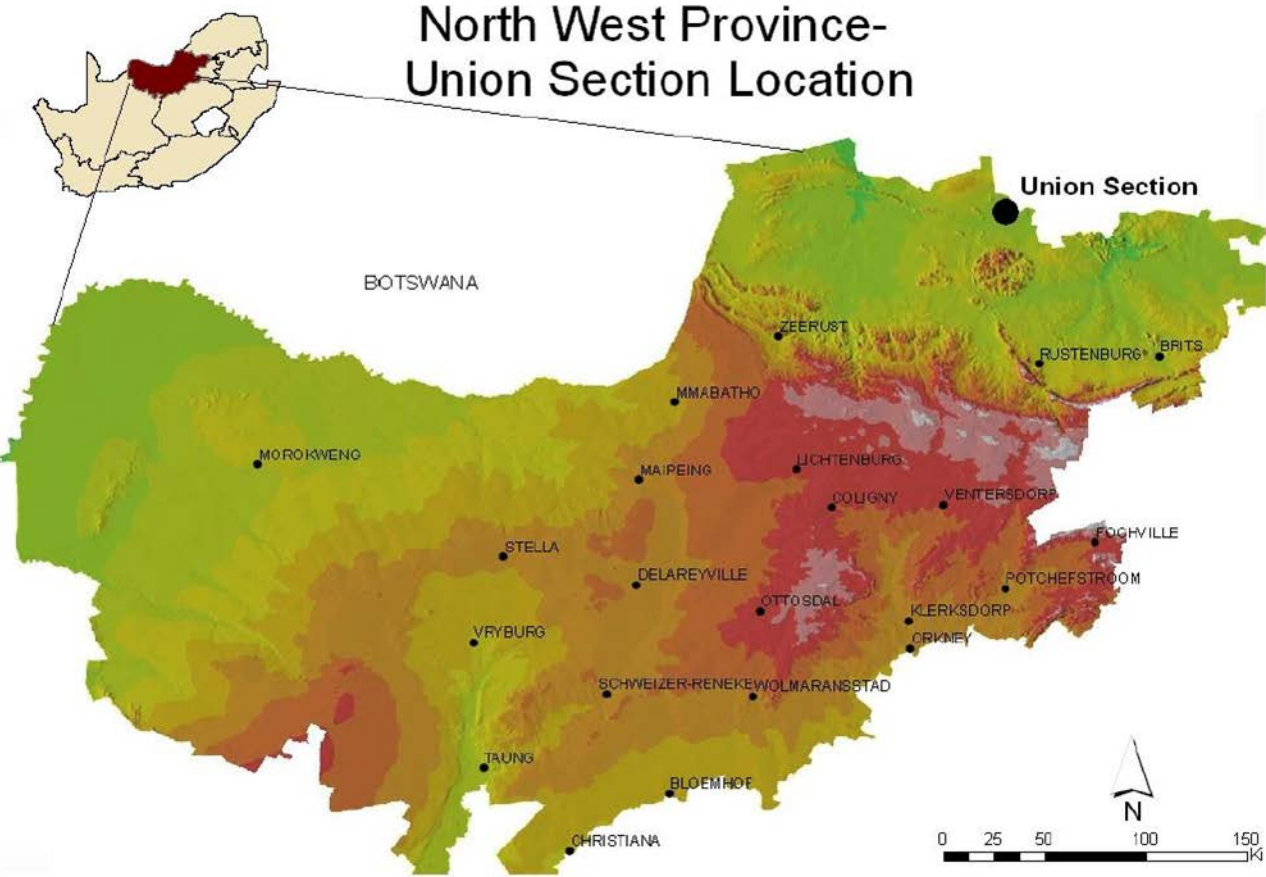 North West Province-
Union Section Location
Union Section
BOTSWANA
ZEERUST
RUSTENBURG
BRITS
MMABATHO
MOROKWENG
MAIPEING
LICHTENBURG
COLIGNY
VENTERSDORP
FOCHVILLE
STELLA
DELAREYVILLE
POTCHEFSTROOM
OTTOSDAL
KLERKSDORP
ORKNEY
VRYBURG
SCHWEIZER-RENEKE
WOLMARANSSTAD
TAUNG
BLOEMHOF
CHRISTIANA
N
0 25 50 100 150
Ki